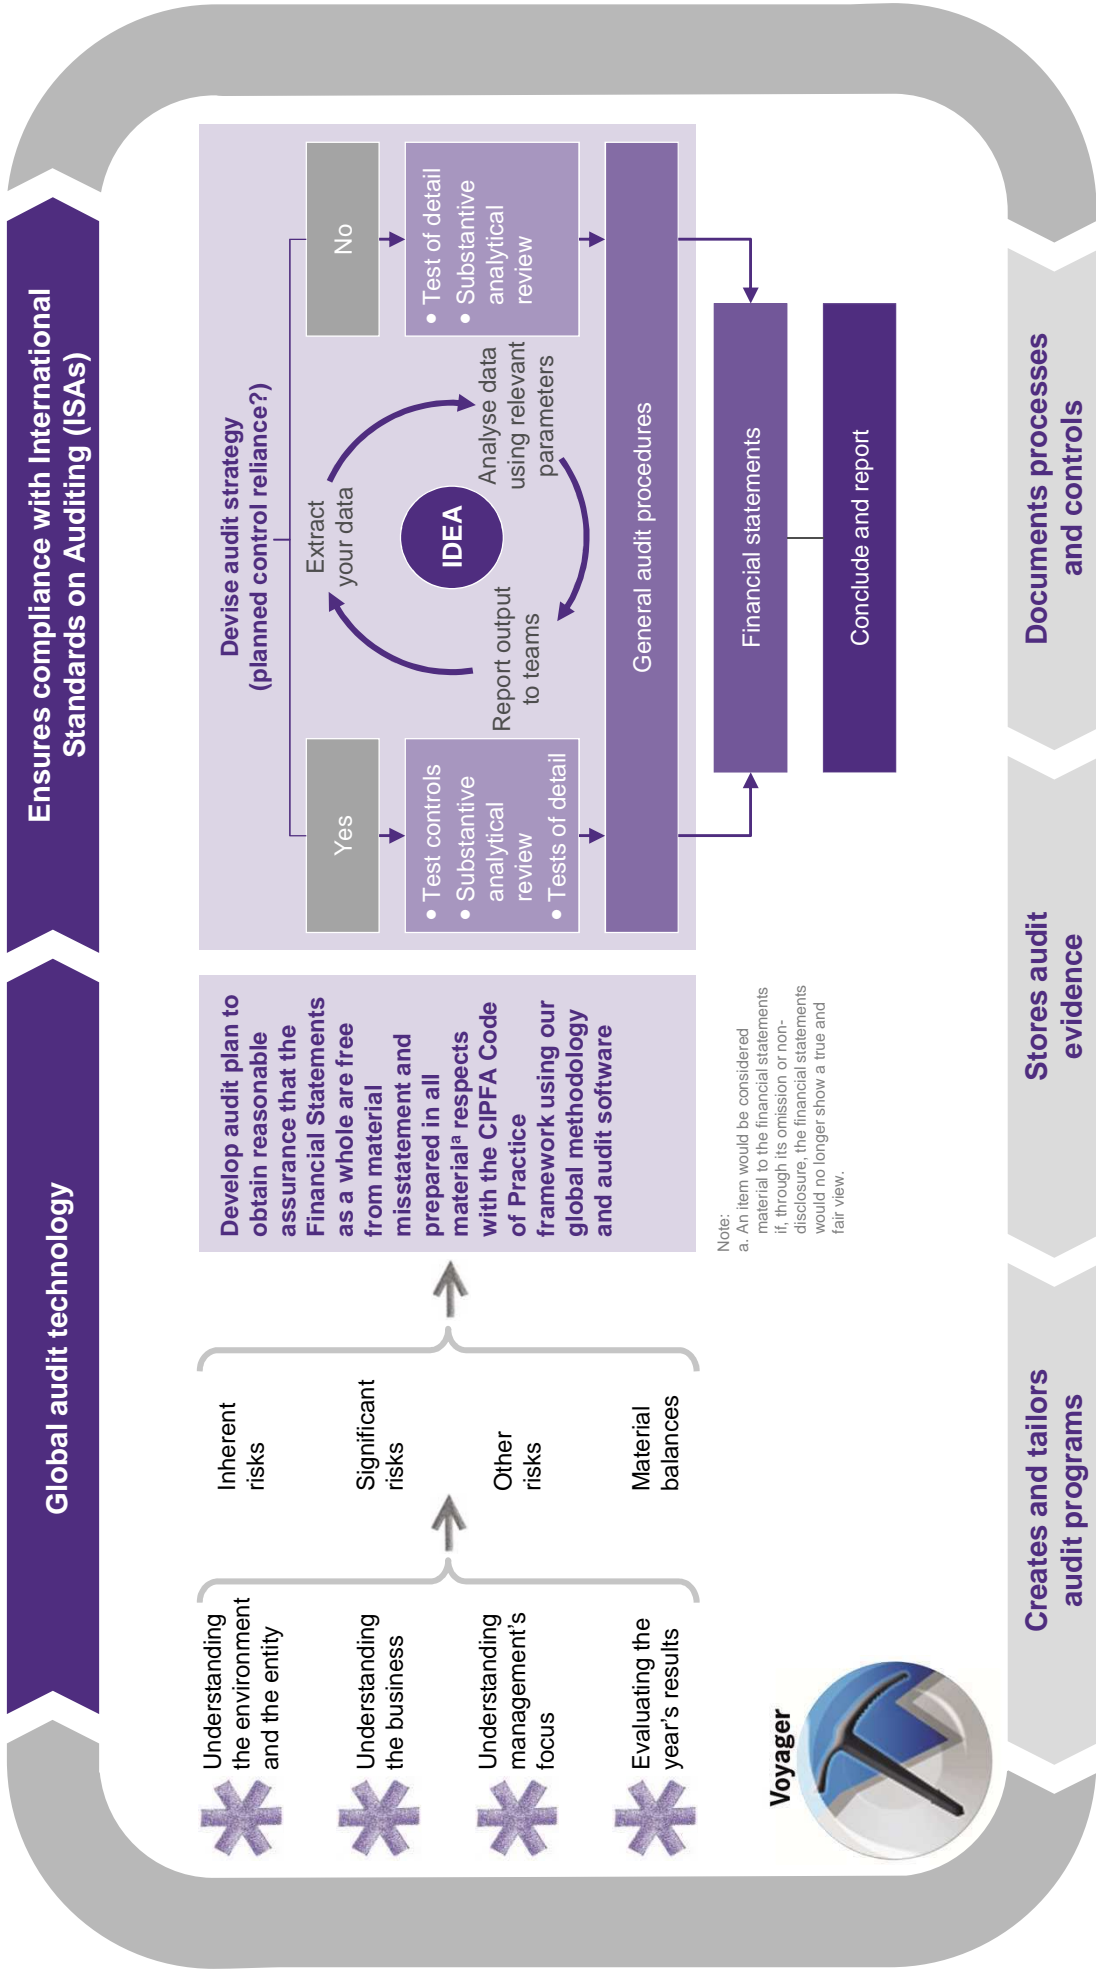 Global audit technology
Ensures compliance with International
Standards on Auditing (ISAs)
Understanding
the environment
and the entity
Understanding
the business
Understanding
management’s
focus
Evaluating the
year’s results
Inherent
risks
Significant
risks
Other
risks
Material
balances
Develop audit plan to
obtain reasonable
assurance that the
Financial Statements
as a whole are free
from material
misstatement and
prepared in all
materialª respects
with the CIPFA Code
of Practice
framework using our
global methodology
and audit software
Note:
a. An item would be considered
material to the financial statements
if, through its omission or non-
disclosure, the financial statements
would no longer show a true and
fair view.
Devise audit strategy
(planned control reliance?)
Yes
No
• Test controls
• Substantive
analytical
review
• Tests of detail
Extract
your data
IDEA
Analyse data
using relevant
parameters
Report output
to teams
• Test of detail
• Substantive
analytical
review
General audit procedures
Financial statements
Conclude and report
Voyager
Creates and tailors
audit programs
Stores audit
evidence
Documents processes
and controls